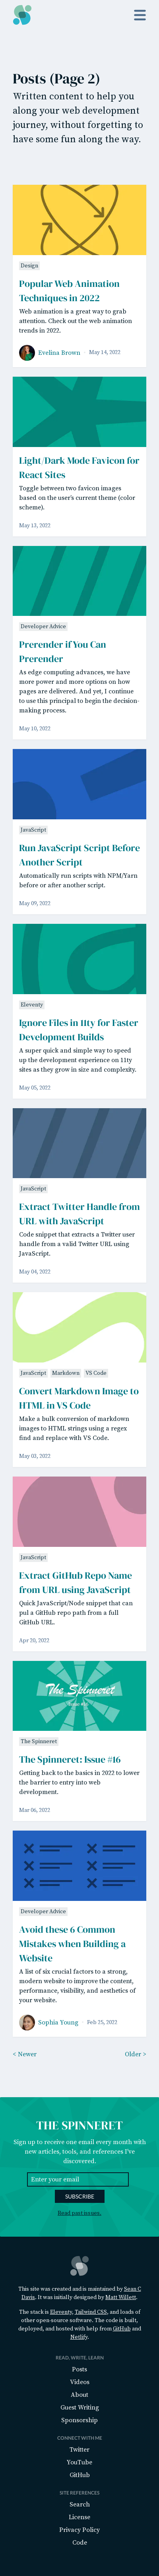 Posts (Page 2)
Written content to help you
along your web development
journey, without forgetting to
have some fun along the way.
Design
Popular Web Animation
Techniques in 2022
Web animation is a great way to grab
attention. Check out the web animation
trends in 2022.
Evelina Brown · May 14, 2022
Light/Dark Mode Favicon for
React Sites
Toggle between two favicon images
based on the user's current theme (color
scheme).
May 13, 2022
Developer Advice
Prerender if You Can
Prerender
As edge computing advances, we have
more power and more options on how
pages are delivered. And yet, I continue
to use this principal to begin the decision-
making process.
May 10, 2022
JavaScript
Run JavaScript Script Before
Another Script
Automatically run scripts with NPM/Yarn
before or after another script.
May 09, 2022
Eleventy
Ignore Files in 11ty for Faster
Development Builds
A super quick and simple way to speed
up the development experience on 11ty
sites as they grow in size and complexity.
May 05, 2022
JavaScript
Extract Twitter Handle from
URL with JavaScript
Code snippet that extracts a Twitter user
handle from a valid Twitter URL using
JavaScript.
May 04, 2022
JavaScript Markdown VS Code
Convert Markdown Image to
HTML in VS Code
Make a bulk conversion of markdown
images to HTML strings using a regex
find and replace with VS Code.
May 03, 2022
JavaScript
Extract GitHub Repo Name
from URL using JavaScript
Quick JavaScript/Node snippet that can
pul a GitHub repo path from a full
GitHub URL.
Apr 20, 2022
The Spinneret
The Spinneret
The Spinneret: Issue #16
Getting back to the basics in 2022 to lower
the barrier to entry into web
development.
Mar 06, 2022
Developer Advice
Avoid these 6 Common
Mistakes when Building a
Website
A list of six crucial factors to a strong,
modern website to improve the content,
performance, visibility, and aesthetics of
your website.
Sophia Young · Feb 25, 2022
< Newer Older >
THE SPINNERET
Sign up to receive one email every month with
new articles, tools, and references I've
discovered.
Enter your email
SUBSCRIBE
Read past issues.
This site was created and is maintained by Sean C
Davis. It was initially designed by Matt Willett.
The stack is Eleventy, Tailwind CSS, and loads of
other open-source software. The code is built,
deployed, and hosted with help from GitHub and
Netlify.
READ, WRITE, LEARN
Posts
Videos
About
Guest Writing
Sponsorship
CONNECT WITH ME
Twitter
YouTube
GitHub
SITE REFERENCES
Search
License
Privacy Policy
Code